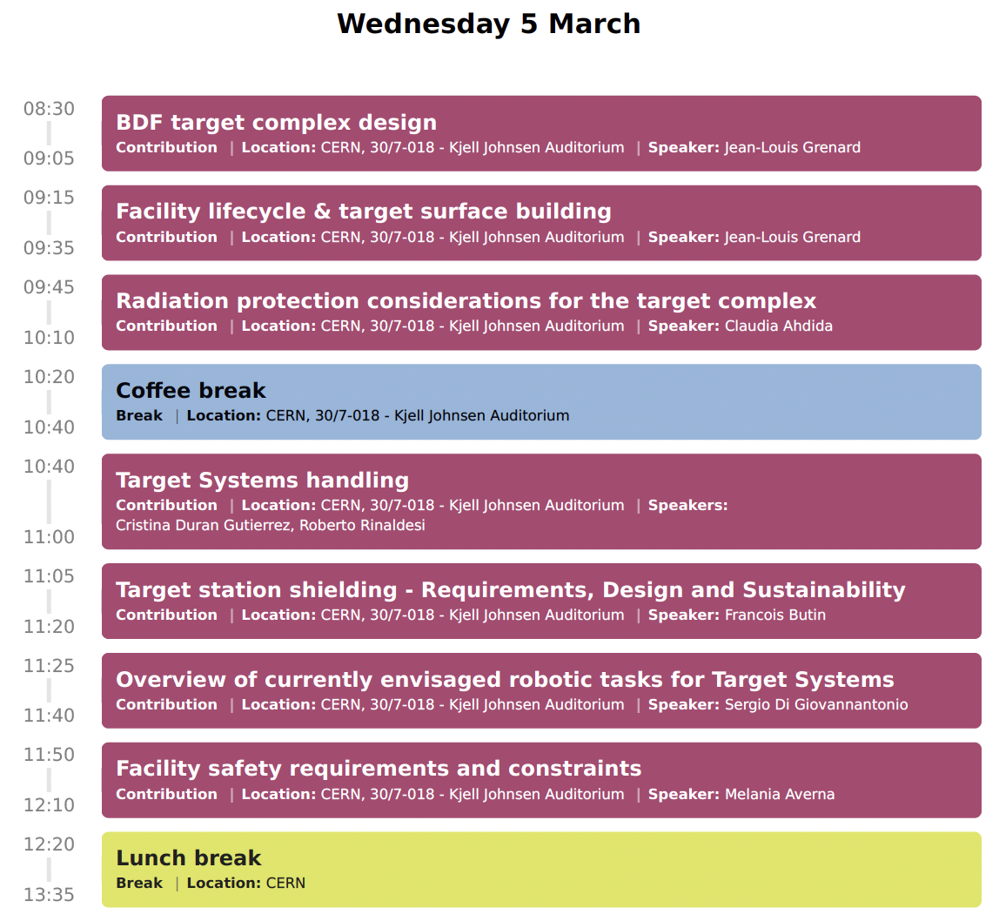 Wednesday 5 March
08:30
09:05
BDF target complex design
Contribution | Location: CERN, 30/7-018 - Kjell Johnsen Auditorium | Speaker: Jean-Louis Grenard
09:15
09:35
Facility lifecycle & target surface building
Contribution | Location: CERN, 30/7-018 - Kjell Johnsen Auditorium | Speaker: Jean-Louis Grenard
09:45
10:10
Radiation protection considerations for the target complex
Contribution | Location: CERN, 30/7-018 - Kjell Johnsen Auditorium | Speaker: Claudia Ahdida
10:20
10:40
Coffee break
Break | Location: CERN, 30/7-018 - Kjell Johnsen Auditorium
10:40
11:00
Target Systems handling
Contribution | Location: CERN, 30/7-018 - Kjell Johnsen Auditorium | Speakers:
Cristina Duran Gutierrez, Roberto Rinaldesi
11:05
11:20
Target station shielding - Requirements, Design and Sustainability
Contribution | Location: CERN, 30/7-018 - Kjell Johnsen Auditorium | Speaker: Francois Butin
11:25
11:40
Overview of currently envisaged robotic tasks for Target Systems
Contribution | Location: CERN, 30/7-018 - Kjell Johnsen Auditorium | Speaker: Sergio Di Giovannantonio
11:50
12:10
Facility safety requirements and constraints
Contribution | Location: CERN, 30/7-018 - Kjell Johnsen Auditorium | Speaker: Melania Averna
12:20
13:35
Lunch break
Break | Location: CERN